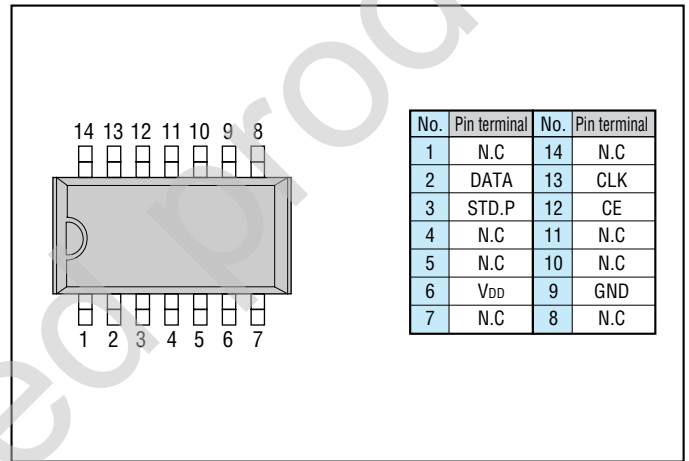 14 13 12 11 10 9 8
1 2 3 4 5 6 7
No. Pin terminal No. Pin terminal
1 N.C 14 N.C
2 DATA 13 CLK
3 STD.P 12 CE
4 N.C 11 N.C
5 N.C 10 N.C
6 VDD 9 GND
7 N.C 8 N.C